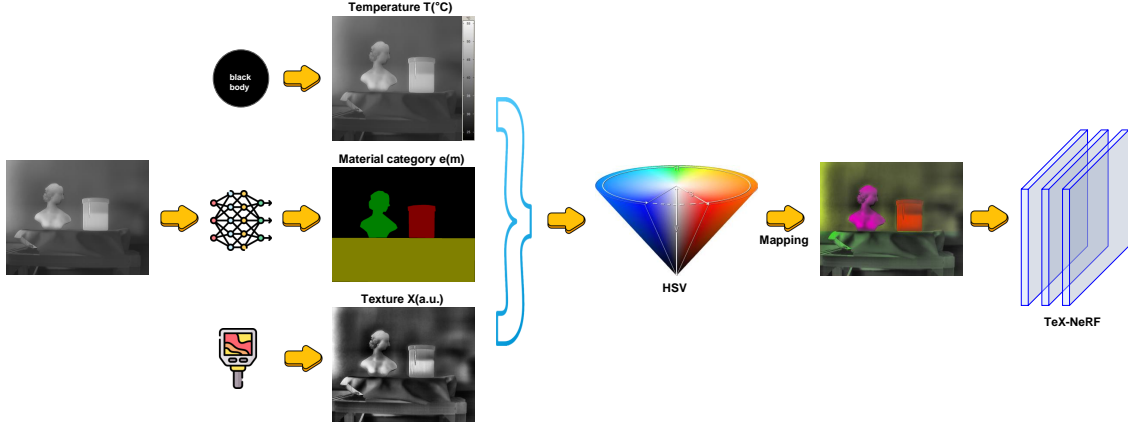 Temperature T(°C)
black
body
Material category e(m)
Mapping
HSV
Texture X(a.u.)
TeX-NeRF